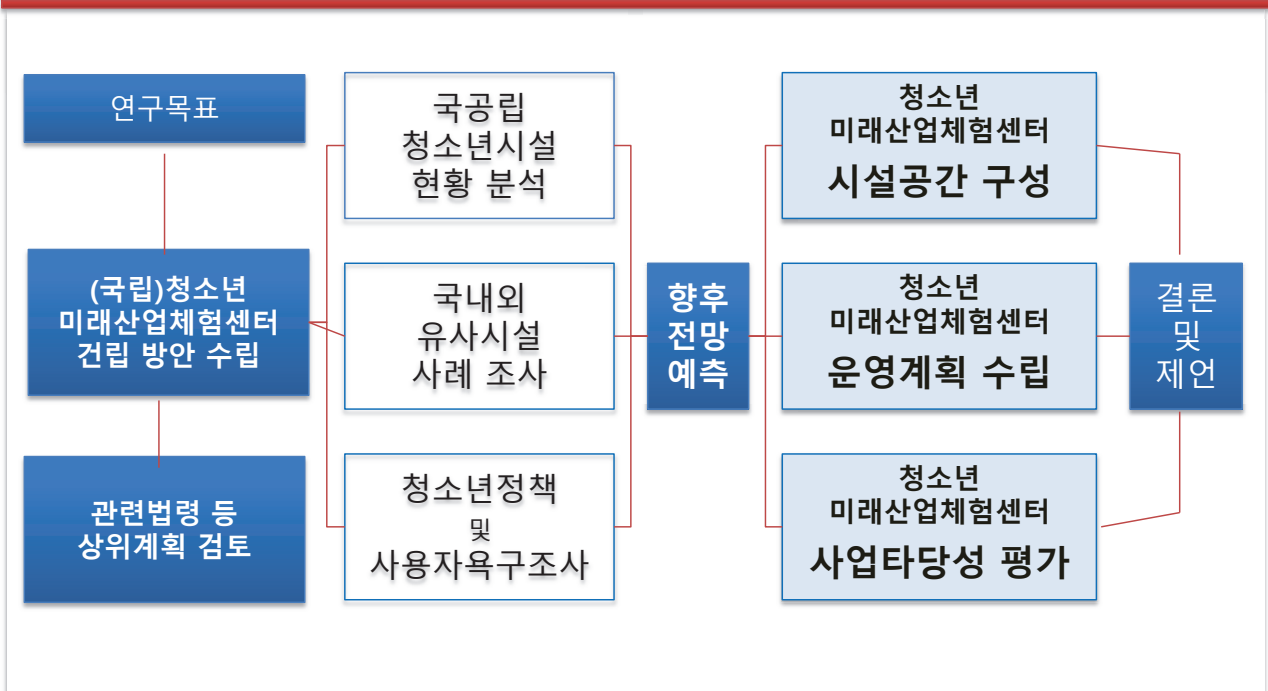 연구목표
(국립)청소년
미래산업체험센터
건립 방안 수립
관련법령 등
상위계획 검토
국공립
청소년시설
현황 분석
국내외
유사시설
사례 조사
청소년정책
및
사용자욕구조사
향후
전망
예측
청소년
미래산업체험센터
시설공간 구성
청소년
미래산업체험센터
운영계획 수립
청소년
미래산업체험센터
사업타당성 평가
결론
및
제언